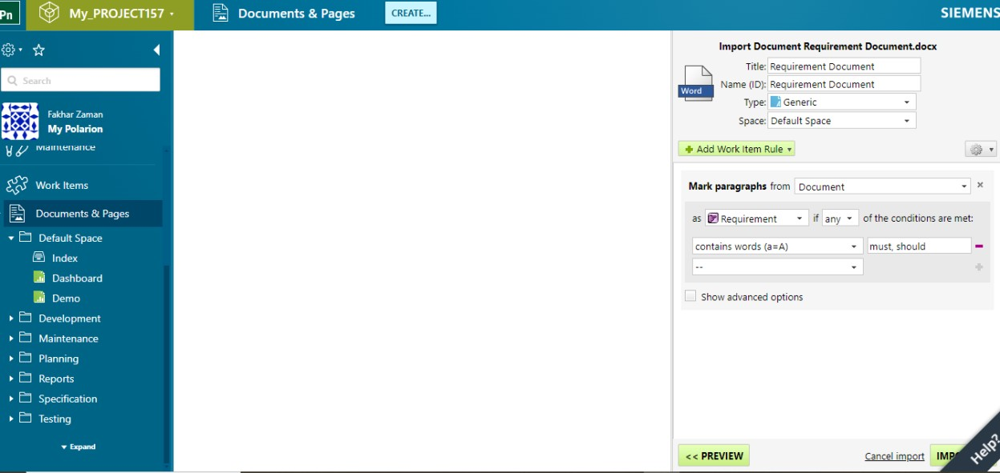 Pn
My_PROJECT157
Documents & Pages
CREATE...
SIEMENS
Search
Fakhar Zaman
My Polarion
Maintenance
Work Items
Documents & Pages
Default Space
Index
Dashboard
Demo
Development
Maintenance
Planning
Reports
Specification
Testing
Expand
Import Document Requirement Document.docx
Word
Title: Requirement Document
Name (ID): Requirement Document
Type: Generic
Space: Default Space
Add Work Item Rule
Mark paragraphs from Document
as Requirement if any of the conditions are met:
contains words (a=A) must, should
--
Show advanced options
<< PREVIEW
Cancel import
Help?